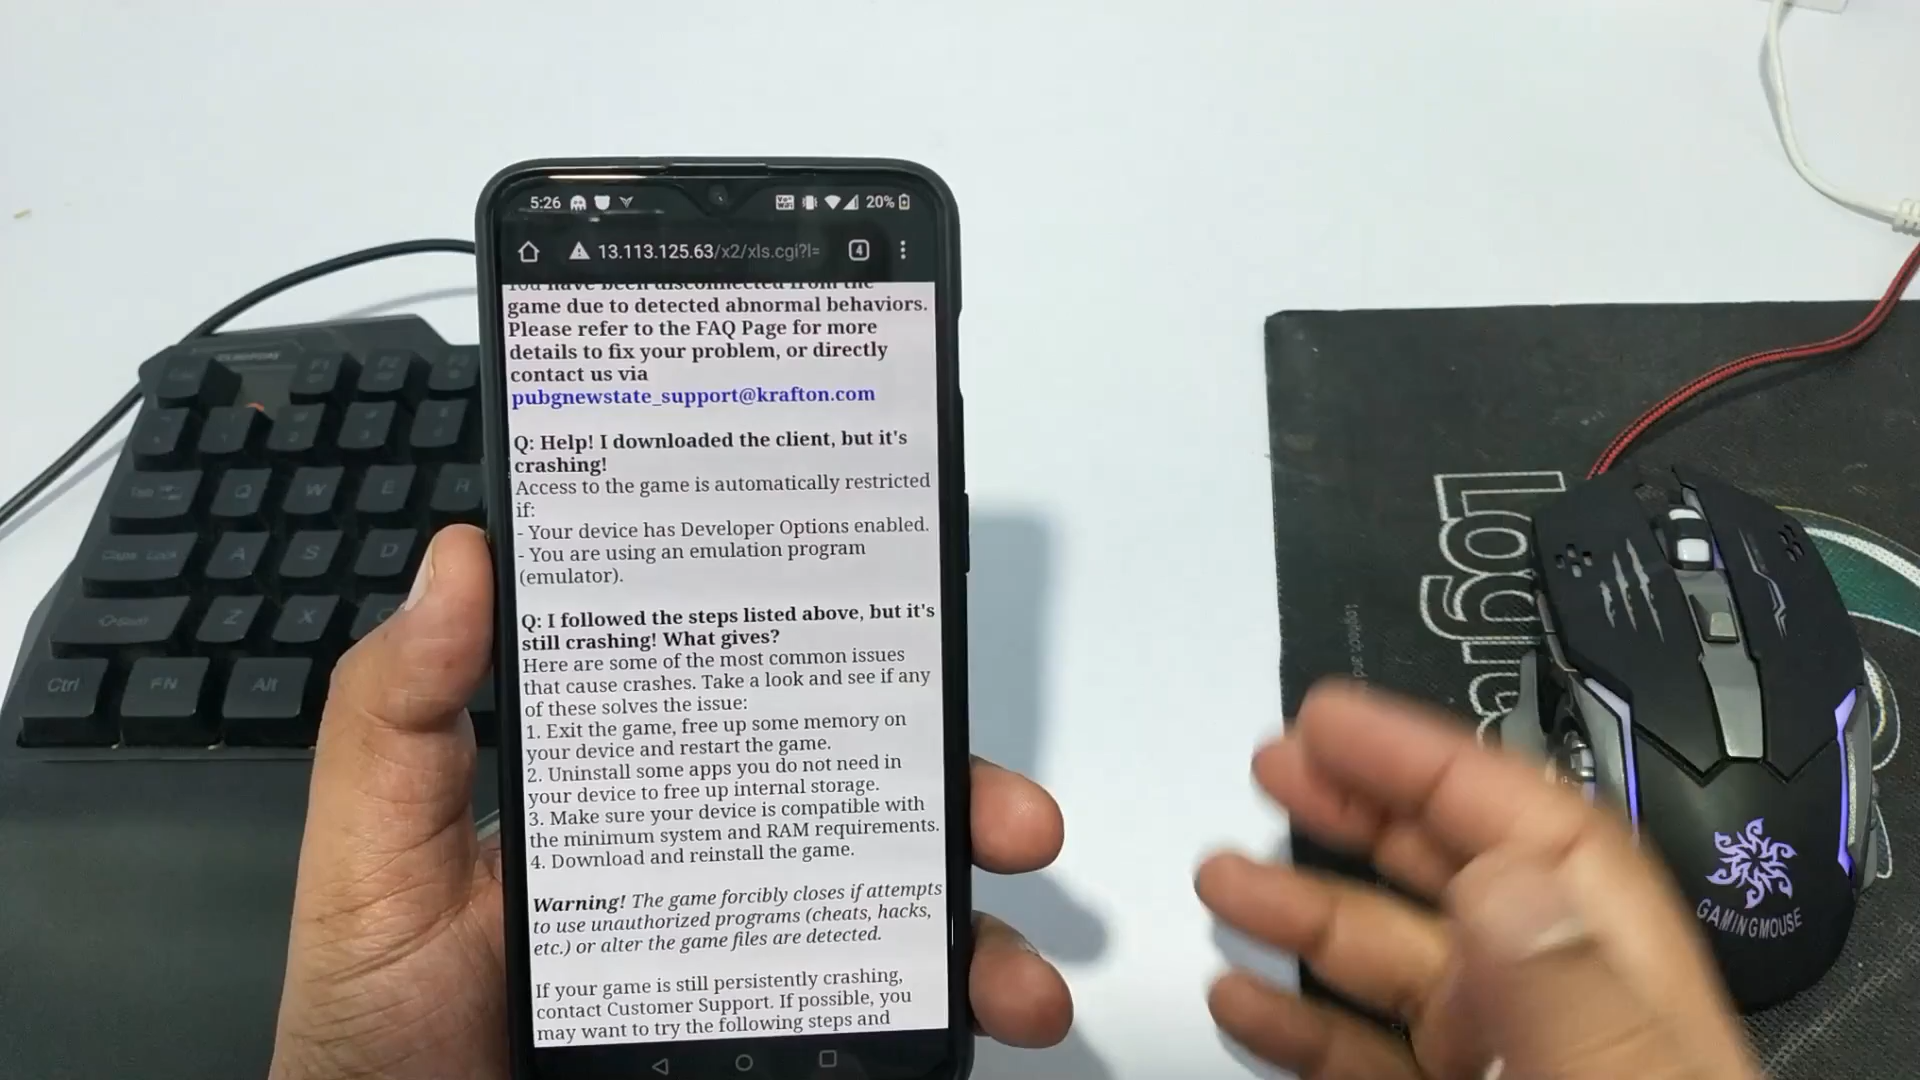 5:26
20%
13.113.125.63/x2/xls.cgi?l=
4
You have been disconnected from the
game due to detected abnormal behaviors.
Please refer to the FAQ Page for more
details to fix your problem, or directly
contact us via
pubgnewstate_support@krafton.com
Q: Help! I downloaded the client, but it's
crashing!
Access to the game is automatically restricted
if:
- Your device has Developer Options enabled.
- You are using an emulation program
(emulator).
Q: I followed the steps listed above, but it's
still crashing! What gives?
Here are some of the most common issues
that cause crashes. Take a look and see if any
of these solves the issue:
1. Exit the game, free up some memory on
your device and restart the game.
2. Uninstall some apps you do not need in
your device to free up internal storage.
3. Make sure your device is compatible with
the minimum system and RAM requirements.
4. Download and reinstall the game.
Warning! The game forcibly closes if attempts
to use unauthorized programs (cheats, hacks,
etc.) or alter the game files are detected.
If your game is still persistently crashing,
contact Customer Support. If possible, you
may want to try the following steps and
F1
F2
Q W E R
Caps Lock A S D
Shift Z X
Ctrl FN Alt
GAMINGMOUSE